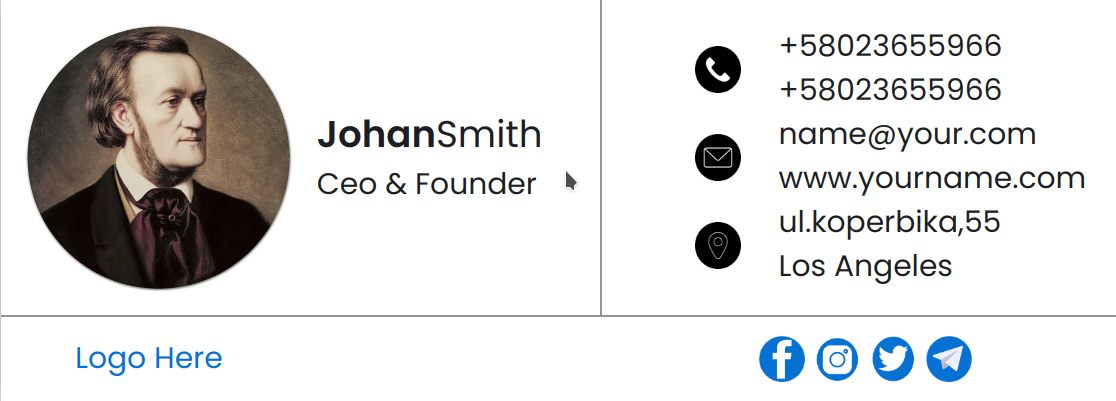 JohanSmith
Ceo & Founder
+58023655966
+58023655966
name@your.com
www.yourname.com
ul.koperbika,55
Los Angeles
Logo Here